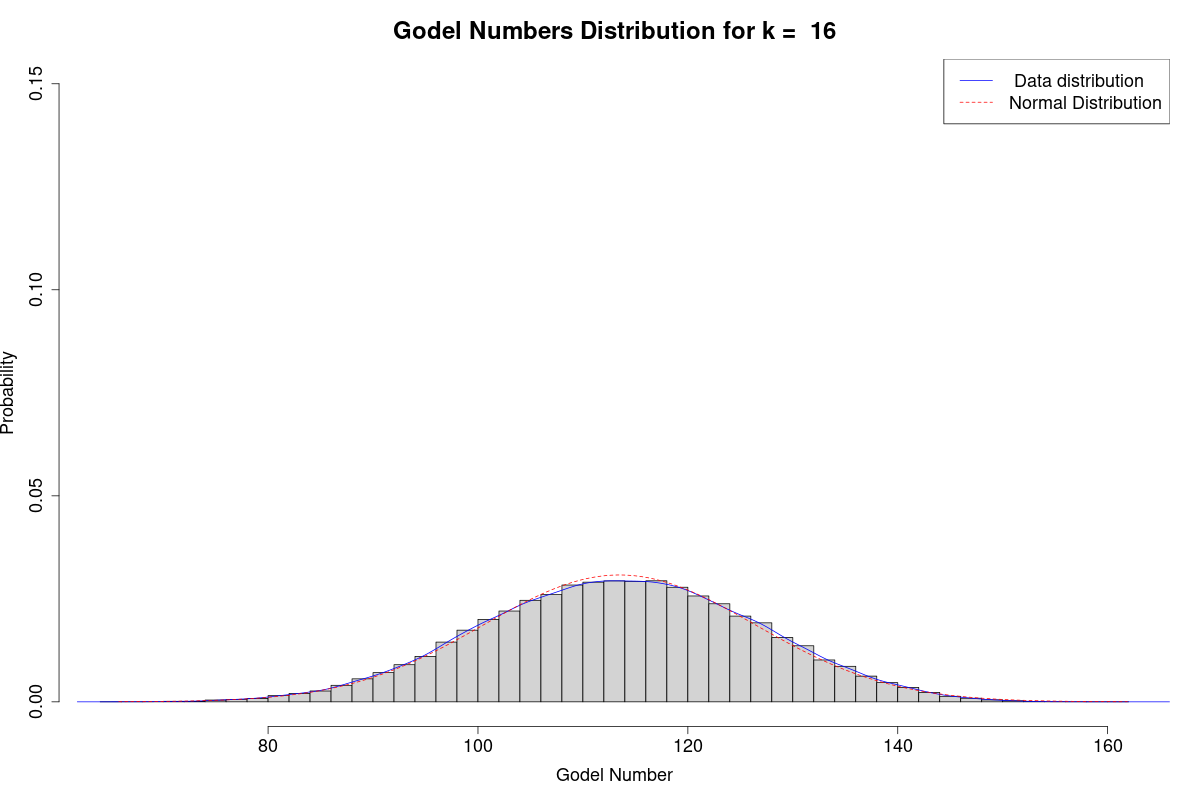 Godel Numbers Distribution for k =  16
Data distribution
Normal Distribution
0.15
0.10
0.05
0.00
Probability
80 100 120 140 160
Godel Number